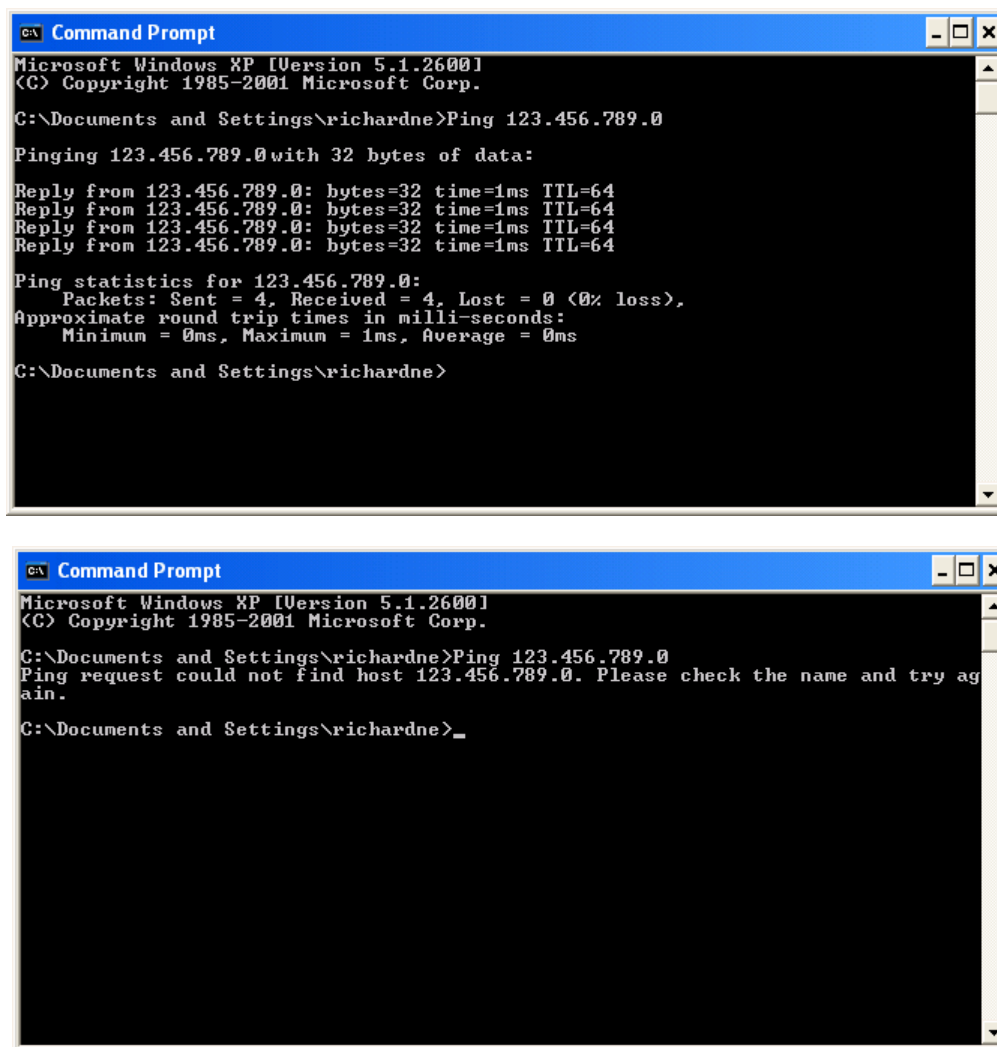 Command Prompt
Microsoft Windows XP [Version 5.1.2600]
(C) Copyright 1985-2001 Microsoft Corp.
C:\Documents and Settings\richardne>Ping 123.456.789.0
Pinging 123.456.789.0 with 32 bytes of data:
Reply from 123.456.789.0: bytes=32 time=1ms TTL=64
Reply from 123.456.789.0: bytes=32 time=1ms TTL=64
Reply from 123.456.789.0: bytes=32 time=1ms TTL=64
Reply from 123.456.789.0: bytes=32 time=1ms TTL=64
Ping statistics for 123.456.789.0:
Packets: Sent = 4, Received = 4, Lost = 0 (0% loss),
Approximate round trip times in milli-seconds:
Minimum = 0ms, Maximum = 1ms, Average = 0ms
C:\Documents and Settings\richardne>
Command Prompt
Microsoft Windows XP [Version 5.1.2600]
(C) Copyright 1985-2001 Microsoft Corp.
C:\Documents and Settings\richardne>Ping 123.456.789.0
Ping request could not find host 123.456.789.0. Please check the name and try ag
ain.
C:\Documents and Settings\richardne>_